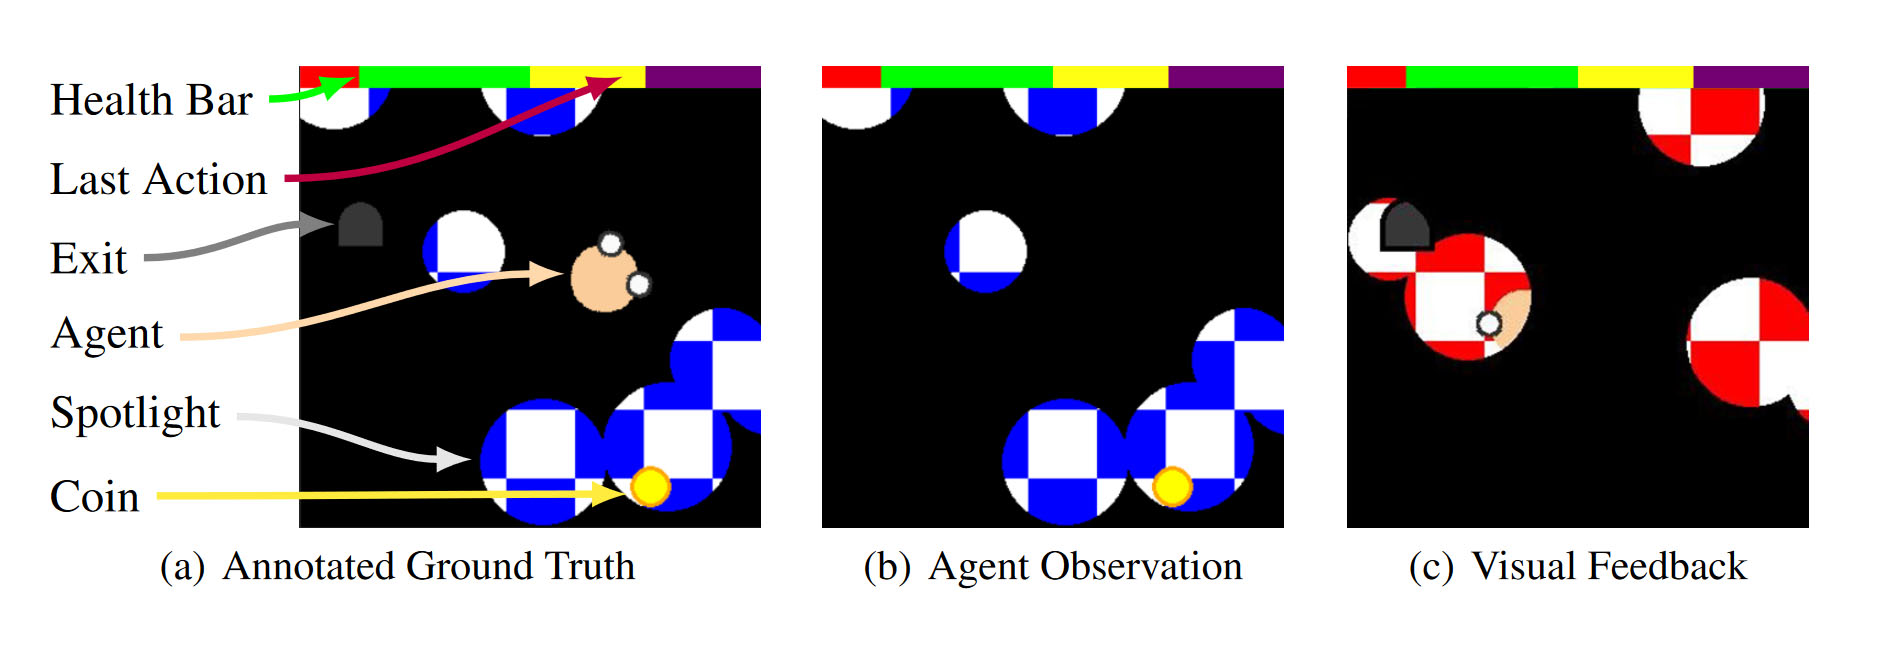 Health Bar
Last Action
Exit
Agent
Spotlight
Coin
(a) Annotated Ground Truth
(b) Agent Observation
(c) Visual Feedback